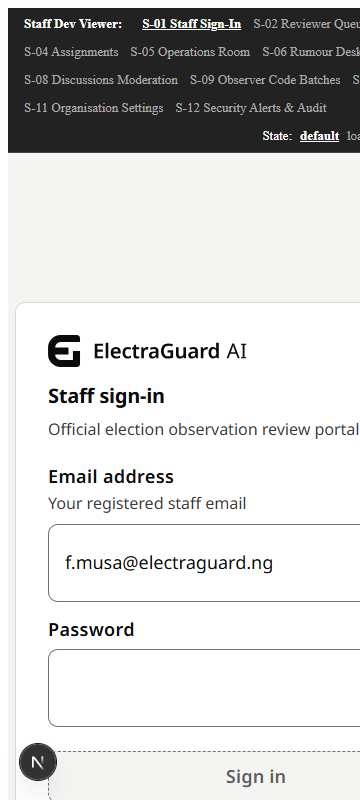 Staff Dev Viewer: S-01 Staff Sign-In S-02 Reviewer Queu
S-04 Assignments S-05 Operations Room S-06 Rumour Desk
S-08 Discussions Moderation S-09 Observer Code Batches S
S-11 Organisation Settings S-12 Security Alerts & Audit
State: default loa
ElectraGuard AI
Staff sign-in
Official election observation review portal
Email address
Your registered staff email
f.musa@electraguard.ng
Password
N
Sign in